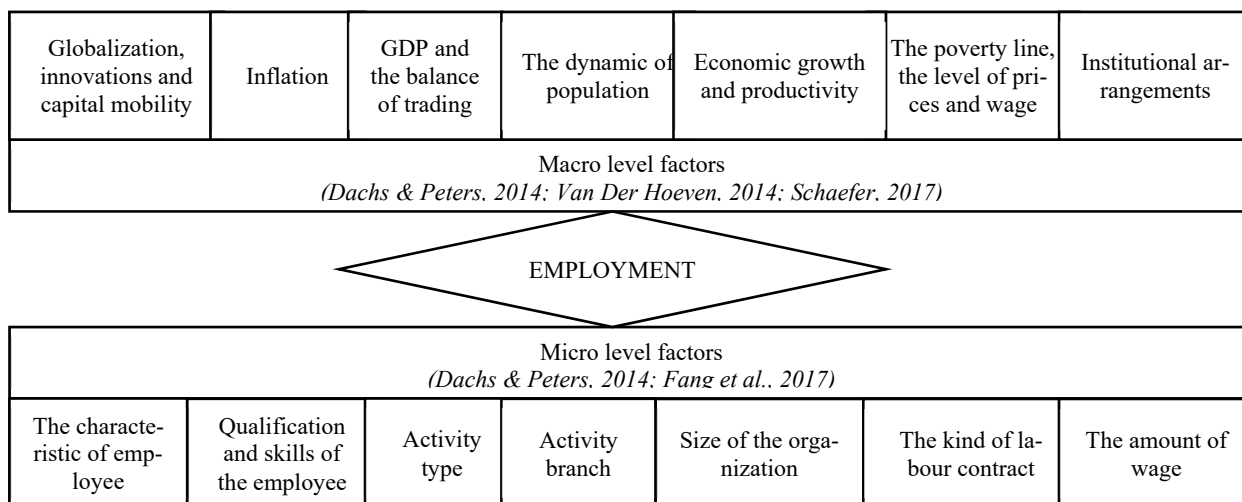 Globalization,
innovations and
capital mobility
Inflation
GDP and
the balance
of trading
The dynamic of
population
Economic growth
and productivity
The poverty line,
the level of pri-
ces and wage
Institutional ar-
rangements
Macro level factors
(Dachs & Peters, 2014; Van Der Hoeven, 2014; Schaefer, 2017)
EMPLOYMENT
Micro level factors
(Dachs & Peters, 2014; Fang et al., 2017)
The characte-
ristic of emp-
loyee
Qualification
and skills of
the employee
Activity
type
Activity
branch
Size of the orga-
nization
The kind of la-
bour contract
The amount of
wage